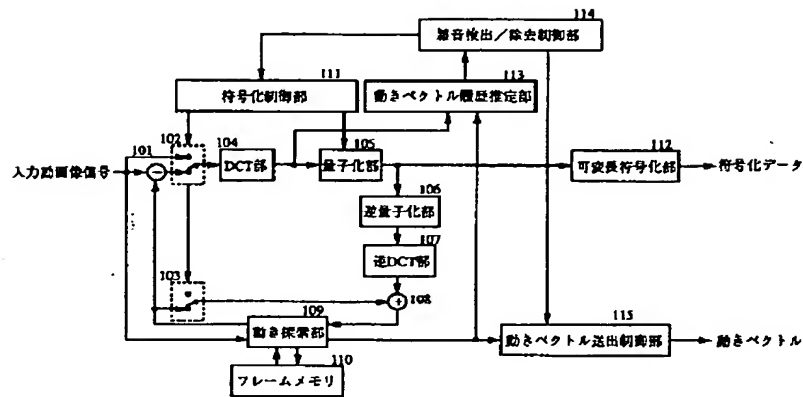 114
雑音検出／除去制御部
111
符号化制御部
113
動きベクトル履歴推定部
101
102
104
DCT部
105
量子化部
112
可変長符号化部
入力動画像信号
符号化データ
106
逆量子化部
107
逆DCT部
103
108
109
動き探索部
110
フレームメモリ
115
動きベクトル送出制御部
動きベクトル